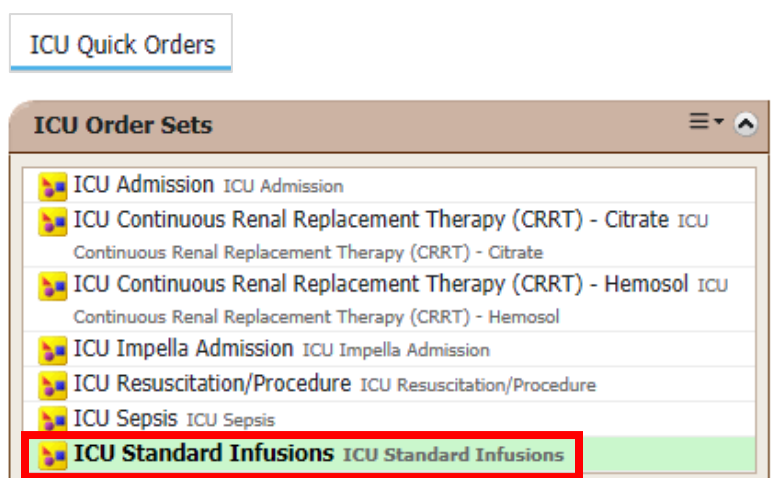 ICU Quick Orders
ICU Order Sets
ICU Admission ICU Admission
ICU Continuous Renal Replacement Therapy (CRRT) - Citrate ICU
Continuous Renal Replacement Therapy (CRRT) - Citrate
ICU Continuous Renal Replacement Therapy (CRRT) - Hemosol ICU
Continuous Renal Replacement Therapy (CRRT) - Hemosol
ICU Impella Admission ICU Impella Admission
ICU Resuscitation/Procedure ICU Resuscitation/Procedure
ICU Sepsis ICU Sepsis
ICU Standard Infusions ICU Standard Infusions